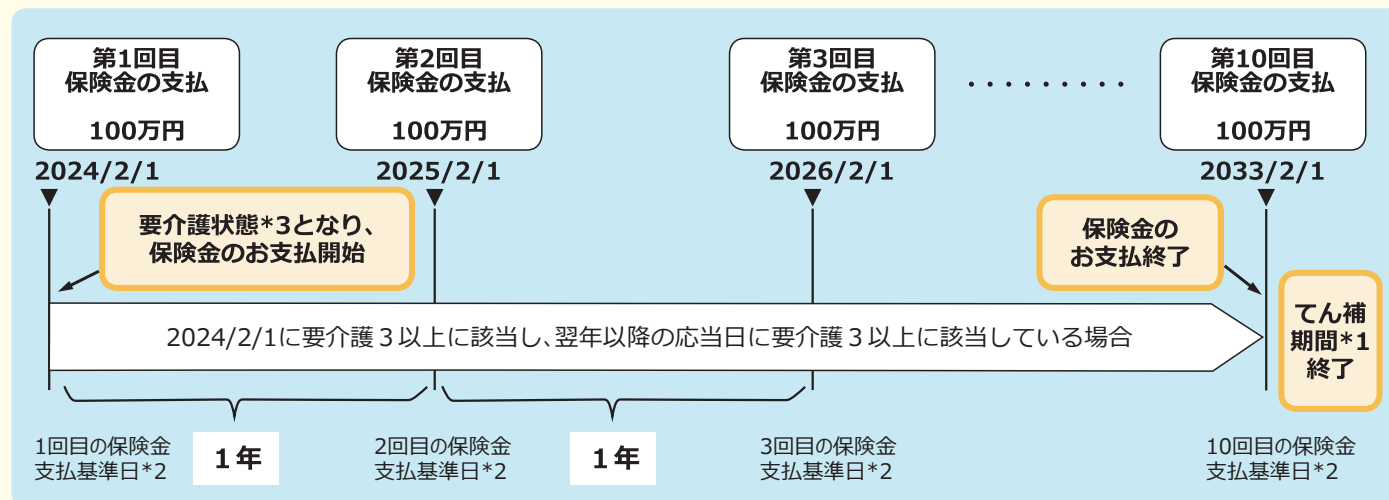 第1回目
保険金の支払
100万円
第2回目
保険金の支払
100万円
第3回目
保険金の支払
100万円
・・・・・・・・・
第10回目
保険金の支払
100万円
2024/2/1
2025/2/1
2026/2/1
2033/2/1
要介護状態*3となり、
保険金のお支払開始
保険金の
お支払終了
2024/2/1に要介護３以上に該当し、翌年以降の応当日に要介護３以上に該当している場合
てん補
期間*1
終了
1回目の保険金
支払基準日*2
１年
2回目の保険金
支払基準日*2
１年
3回目の保険金
支払基準日*2
10回目の保険金
支払基準日*2